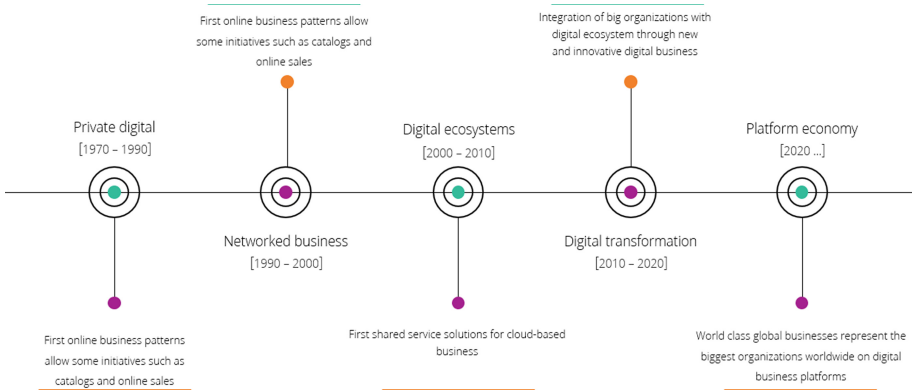 First online business patterns allow
some initiatives such as catalogs and
online sales
Integration of big organizations with
digital ecosystem through new
and innovative digital business
Private digital
[1970 – 1990]
Digital ecosystems
[2000 – 2010]
Platform economy
[2020 ...]
Networked business
[1990 – 2000]
Digital transformation
[2010 – 2020]
First online business patterns
allow some initiatives such as
catalogs and online sales
First shared service solutions for cloud-based
business
World class global businesses represent the
biggest organizations worldwide on digital
business platforms